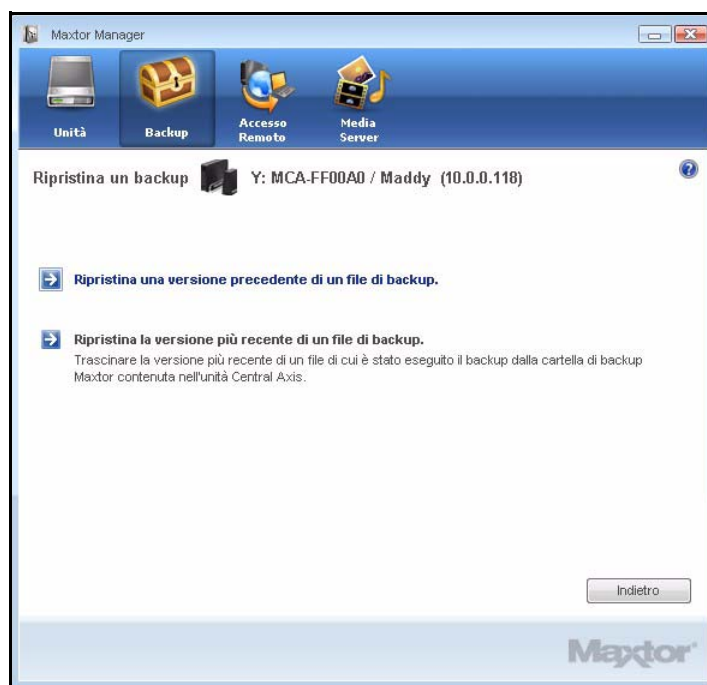 Maxtor Manager
Unità
Backup
Accesso
Remoto
Media
Server
Ripristina un backup Y: MCA-FF00A0 / Maddy (10.0.0.118)
Ripristina una versione precedente di un file di backup.
Ripristina la versione più recente di un file di backup.
Trascinare la versione più recente di un file di cui è stato eseguito il backup dalla cartella di backup
Maxtor contenuta nell'unità Central Axis.
Indietro
Maxtor